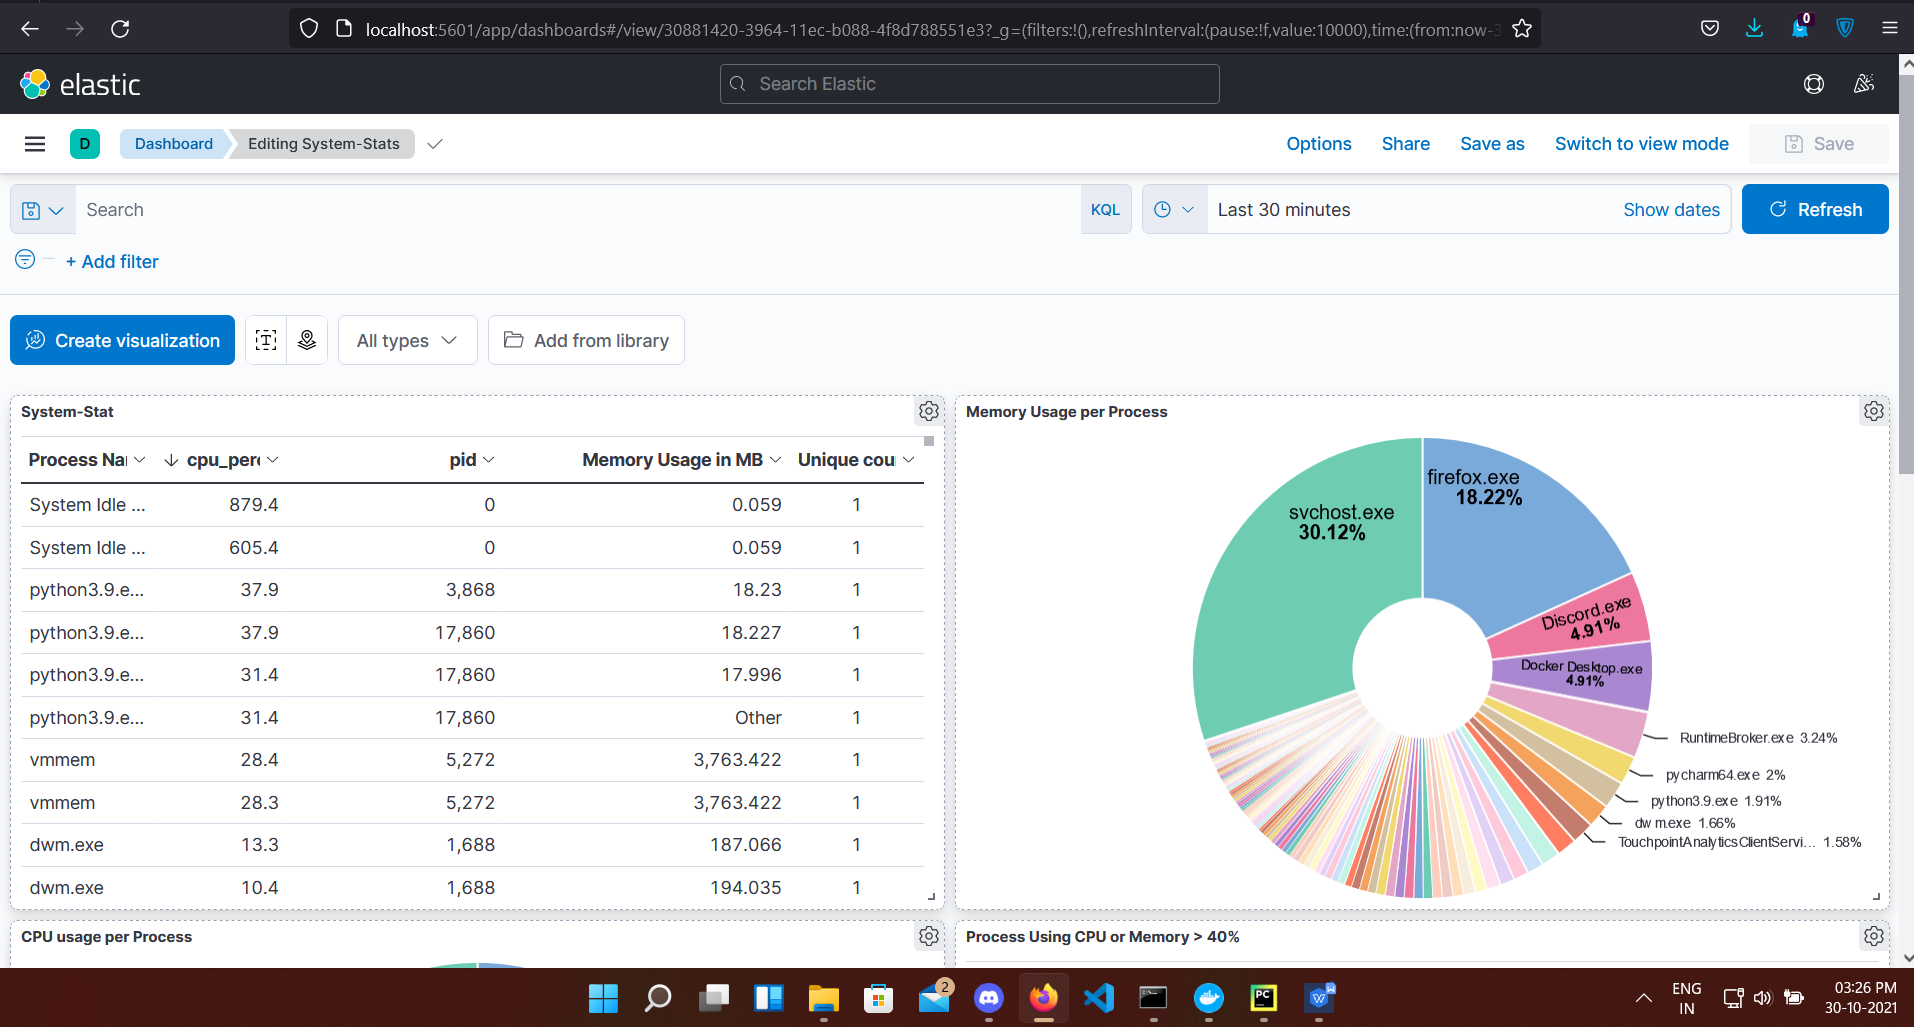 localhost:5601/app/dashboards#/view/30881420-3964-11ec-b088-4f8d788551e3?_g=(filters:!(),refreshInterval:(pause:!f,value:10000),time:(from:now-3
0
elastic
Search Elastic
D
Dashboard
Editing System-Stats
Options
Share
Save as
Switch to view mode
Save
Search
KQL
Last 30 minutes
Show dates
Refresh
+ Add filter
Create visualization
T
All types
Add from library
System-Stat
Process Na cpu_per pid Memory Usage in MB Unique cou
System Idle ... 879.4 0 0.059 1
System Idle ... 605.4 0 0.059 1
python3.9.e... 37.9 3,868 18.23 1
python3.9.e... 37.9 17,860 18.227 1
python3.9.e... 31.4 17,860 17.996 1
python3.9.e... 31.4 17,860 Other 1
vmmem 28.4 5,272 3,763.422 1
vmmem 28.3 5,272 3,763.422 1
dwm.exe 13.3 1,688 187.066 1
dwm.exe 10.4 1,688 194.035 1
Memory Usage per Process
firefox.exe
18.22%
svchost.exe
30.12%
Discord.exe
4.91%
Docker Desktop.exe
4.91%
RuntimeBroker.exe 3.24%
pycharm64.exe 2%
python3.9.exe 1.91%
dwm.exe 1.66%
TouchpointAnalyticsClientServi... 1.58%
CPU usage per Process
Process Using CPU or Memory > 40%
2
PC
W
ENG
IN
03:26 PM
30-10-2021